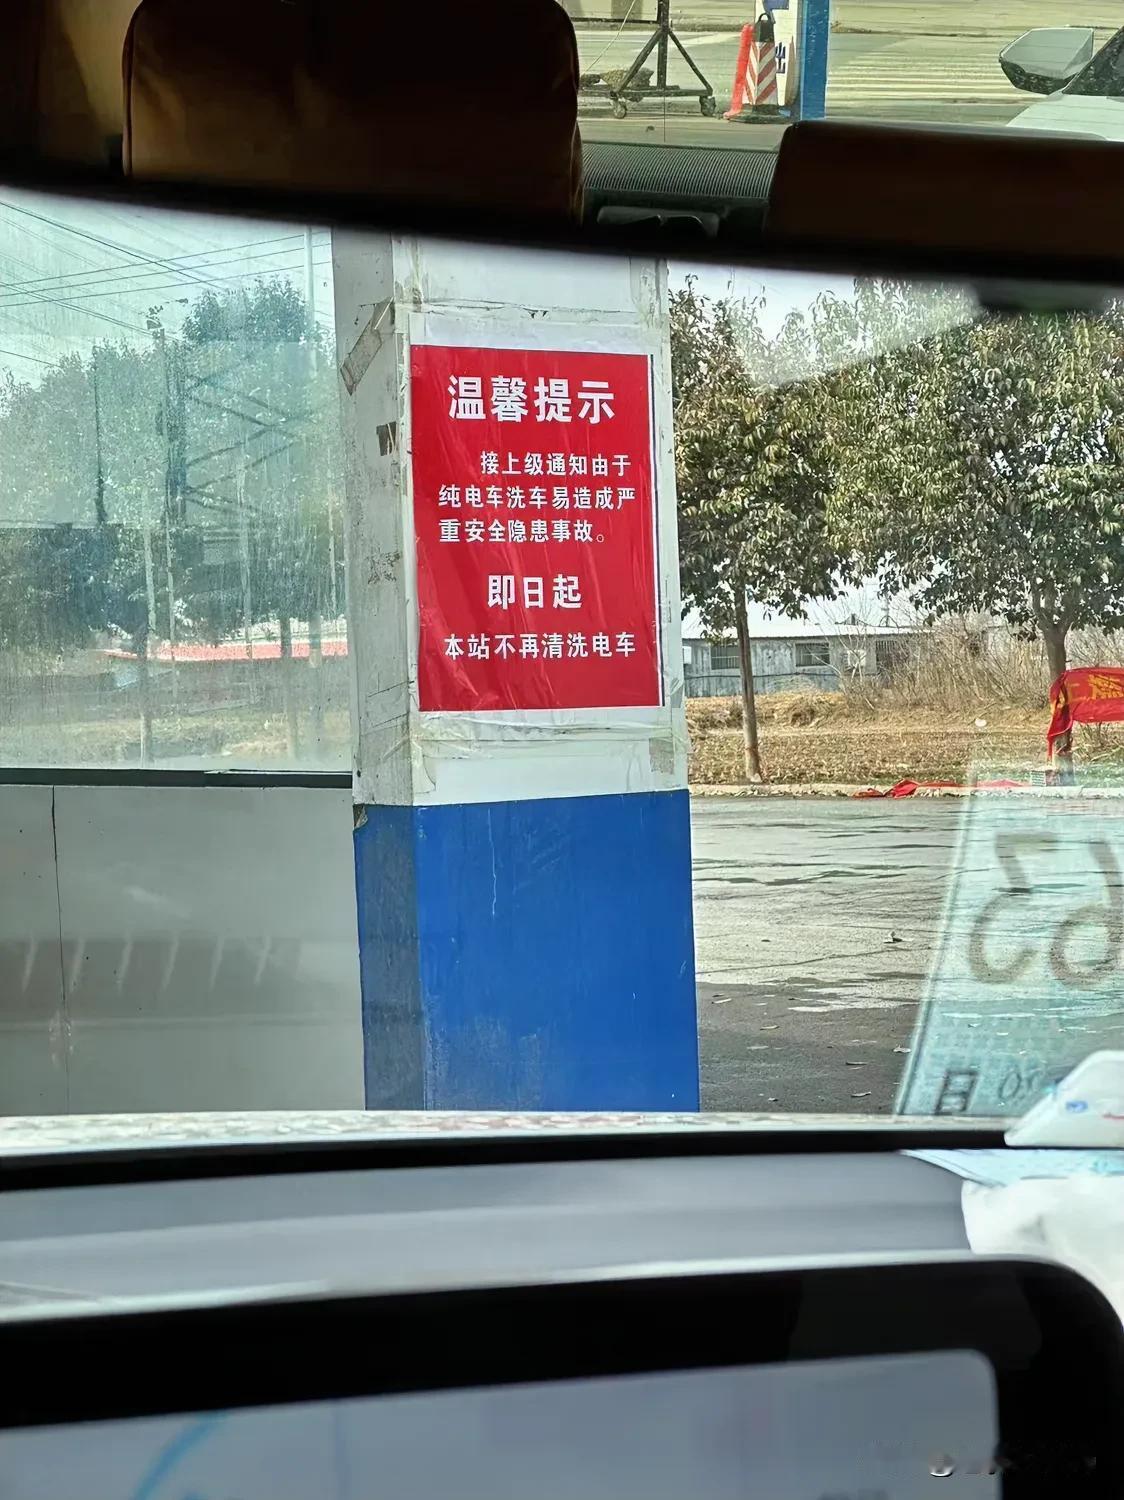 出
温馨提示
接上级通知由于
纯电车洗车易造成严
重安全隐患事故。
即日起
本站不再清洗电车
63